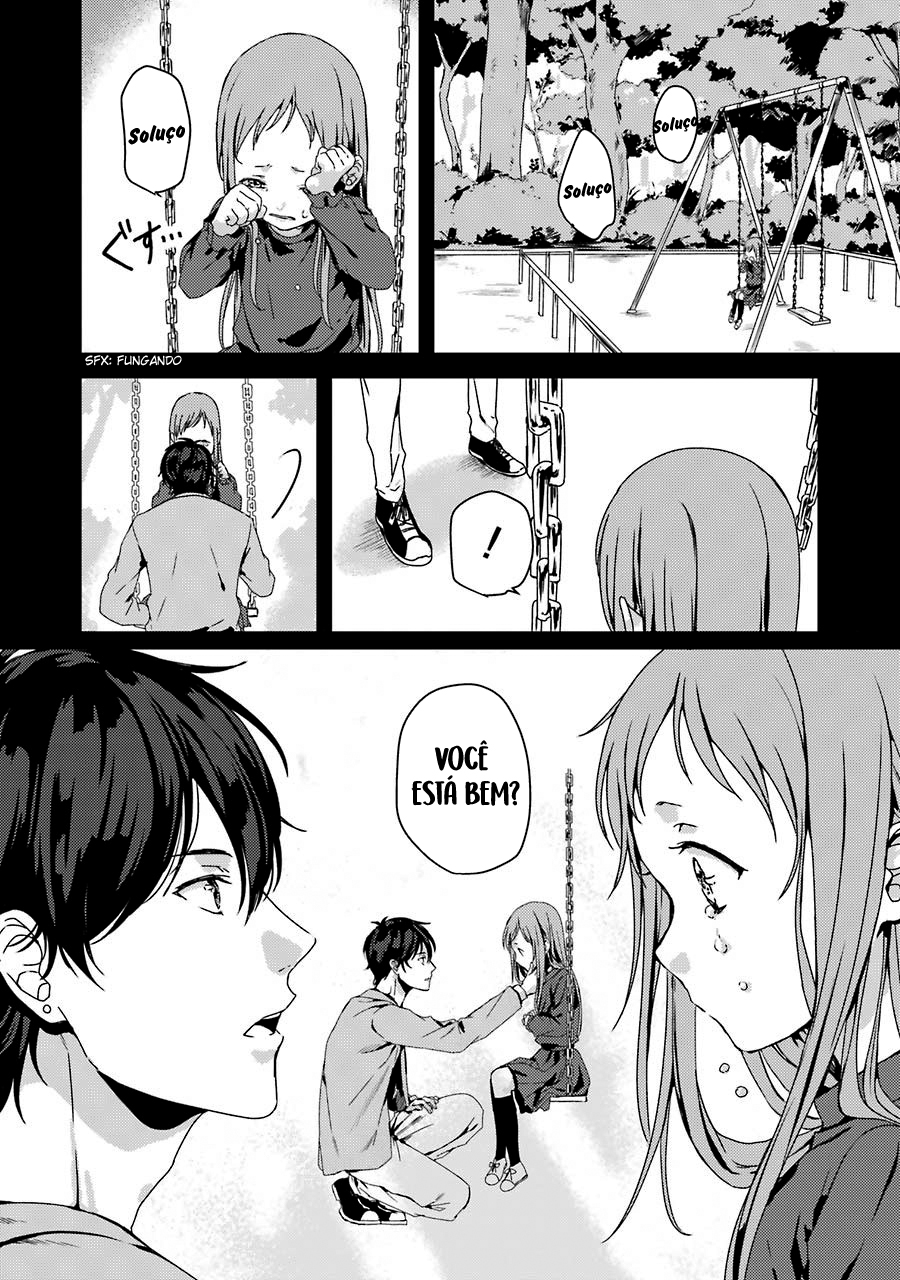 Soluço
Soluço
Soluço
ぐす…
SFX: FUNGANDO
!
VOCÊ
ESTÁ BEM?